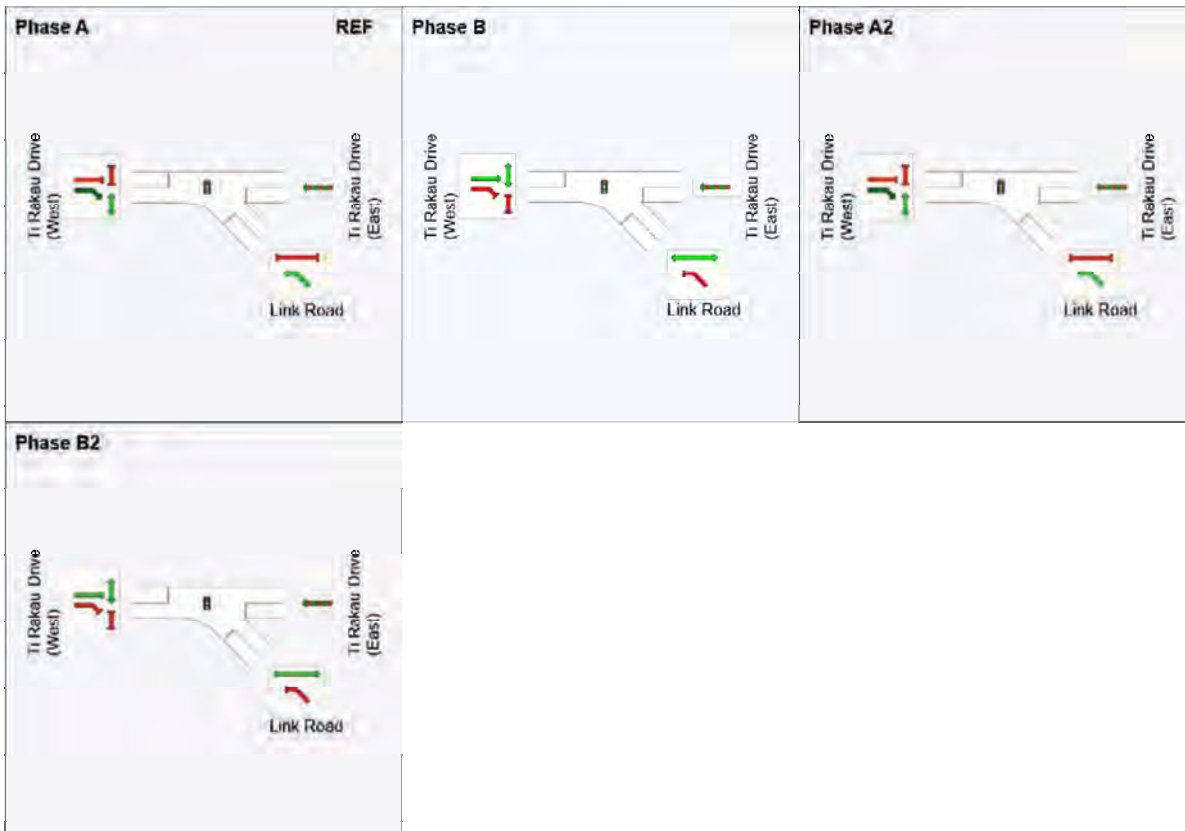 Phase A
REF
Ti Rakau Drive
(West)
Ti Rakau Drive
(East)
Link Road
Phase B
Ti Rakau Drive
(West)
Ti Rakau Drive
(East)
Link Road
Phase A2
Ti Rakau Drive
(West)
Ti Rakau Drive
(East)
Link Road
Phase B2
Ti Rakau Drive
(West)
Ti Rakau Drive
(East)
Link Road